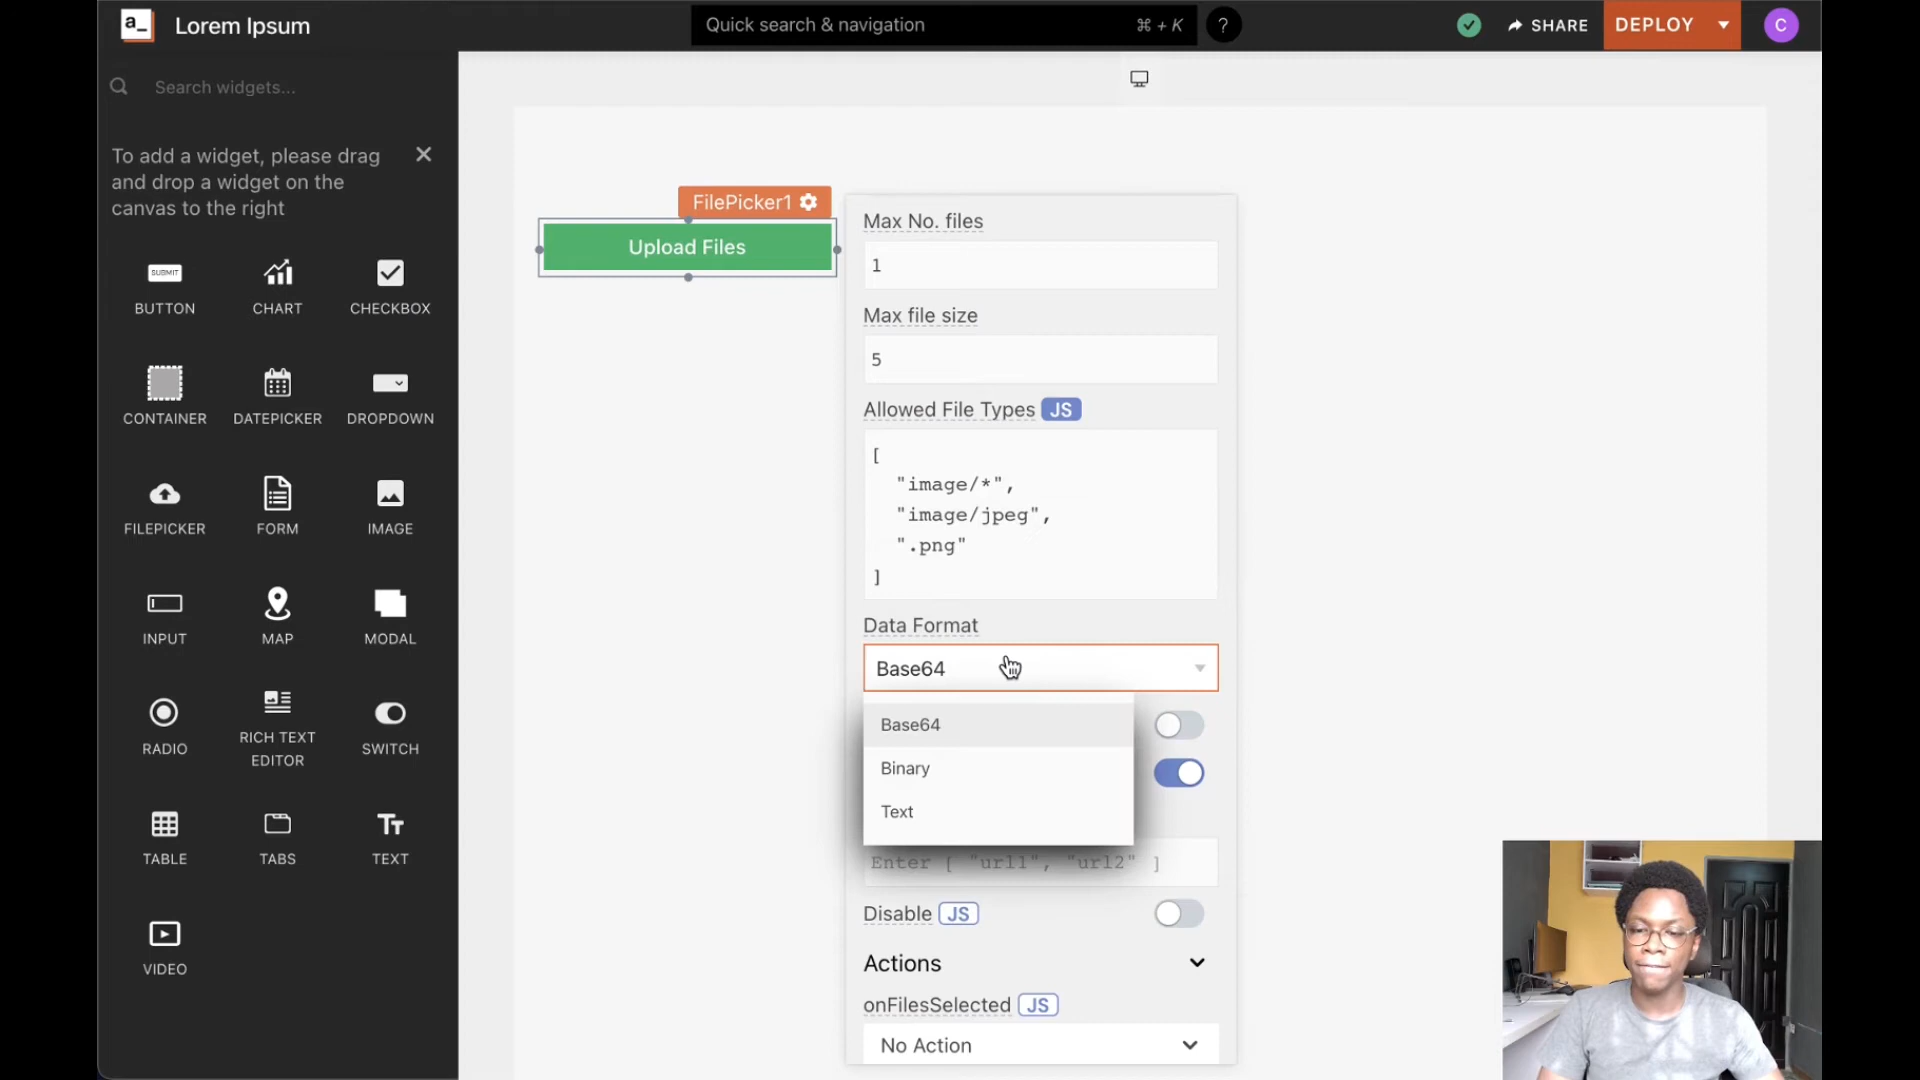 a_
Lorem Ipsum
Quick search & navigation ⌘ + K
?
SHARE
DEPLOY
C
Search widgets...
To add a widget, please drag
and drop a widget on the
canvas to the right
SUBMIT
BUTTON
CHART
CHECKBOX
CONTAINER
DATEPICKER
DROPDOWN
FILEPICKER
FORM
IMAGE
INPUT
MAP
MODAL
RADIO
RICH TEXT
EDITOR
SWITCH
TABLE
TABS
Tт
TEXT
VIDEO
FilePicker1
Upload Files
Max No. files
1
Max file size
5
Allowed File Types JS
[
"image/*",
"image/jpeg",
".png"
]
Data Format
Base64
Base64
Binary
Text
Enter [ "url1", "url2" ]
Disable JS
Actions
onFilesSelected JS
No Action